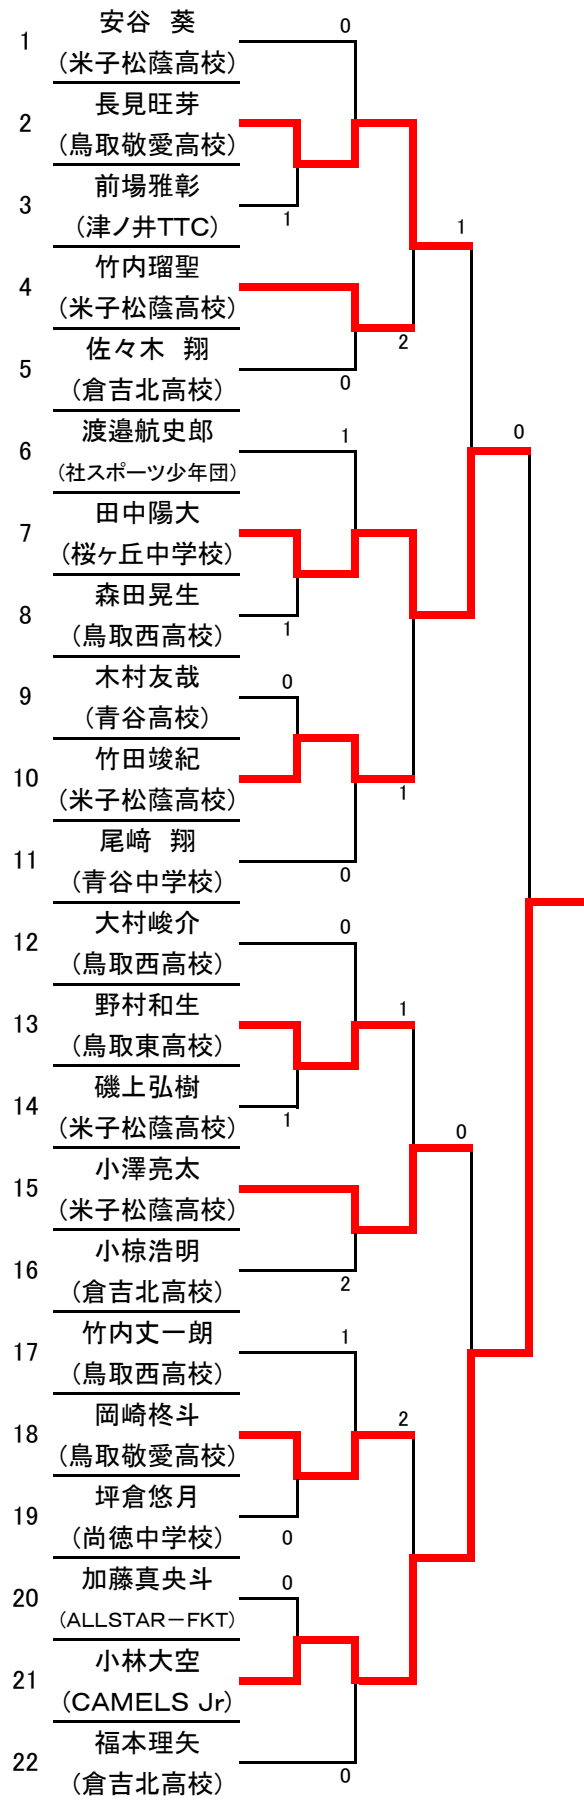 1 安谷　葵 0
(米子松蔭高校)
2 長見旺芽
(鳥取敬愛高校)
3 前場雅彰
(津ノ井TTC) 1
1
4 竹内瑠聖
(米子松蔭高校)
2
5 佐々木　翔
(倉吉北高校) 0
6 渡邉航史郎 1 0
(社スポーツ少年団)
7 田中陽大
(桜ヶ丘中学校)
8 森田晃生
(鳥取西高校) 1
9 木村友哉 0
(青谷高校)
10 竹田竣紀
(米子松蔭高校) 1
11 尾﨑　翔
(青谷中学校) 0
12 大村峻介 0
(鳥取西高校)
13 野村和生 1
(鳥取東高校)
14 磯上弘樹
(米子松蔭高校) 1
0
15 小澤亮太
(米子松蔭高校)
16 小椋浩明
(倉吉北高校) 2
17 竹内丈一朗 1
(鳥取西高校)
18 岡崎柊斗 2
(鳥取敬愛高校)
19 坪倉悠月
(尚徳中学校) 0
20 加藤真央斗 0
(ALLSTAR－FKT)
21 小林大空
(CAMELS Jr)
22 福本理矢
(倉吉北高校) 0